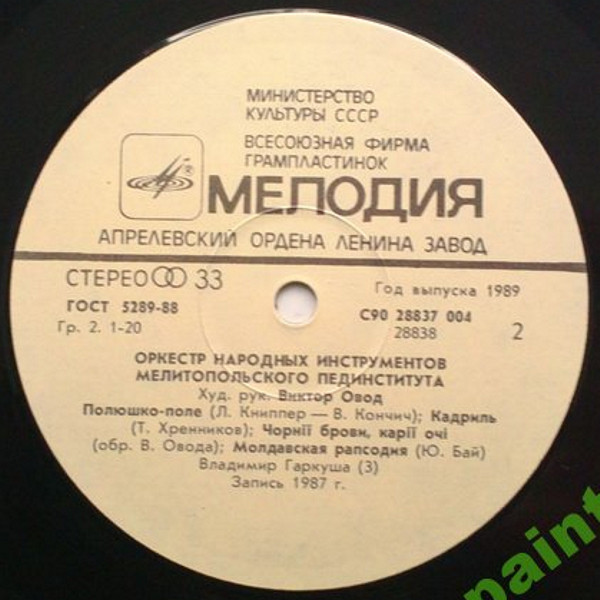 МИНИСТЕРСТВО
КУЛЬТУРЫ СССР
ВСЕСОЮЗНАЯ ФИРМА
ГРАМПЛАСТИНОК
®
МЕЛОДИЯ
АПРЕЛЕВСКИЙ ОРДЕНА ЛЕНИНА ЗАВОД
СТЕРЕО 33
Год выпуска 1989
ГОСТ 5289-88
С90 28837 004
Гр. 2. 1-20
28838
2
ОРКЕСТР НАРОДНЫХ ИНСТРУМЕНТОВ
МЕЛИТОПОЛЬСКОГО ПЕДИНСТИТУТА
Худ. рук. Виктор Овод
Полюшко-поле (Л. Книппер — В. Кончич); Кадриль
(Т. Хренников); Чорнії брови, карії очі
(обр. В. Овода); Молдавская рапсодия (Ю. Бай)
Владимир Гаркуша (3)
Запись 1987 г.
paint